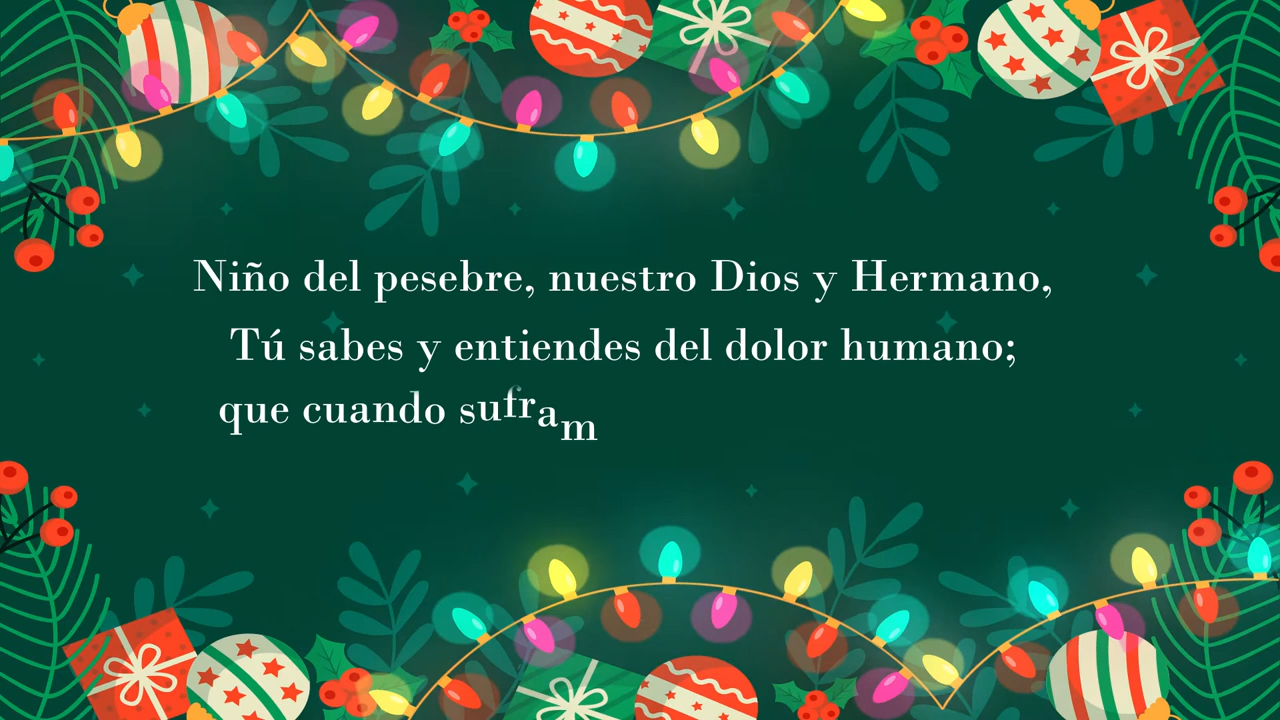 Niño del pesebre, nuestro Dios y Hermano,
Tú sabes y entiendes del dolor humano;
que cuando sufram